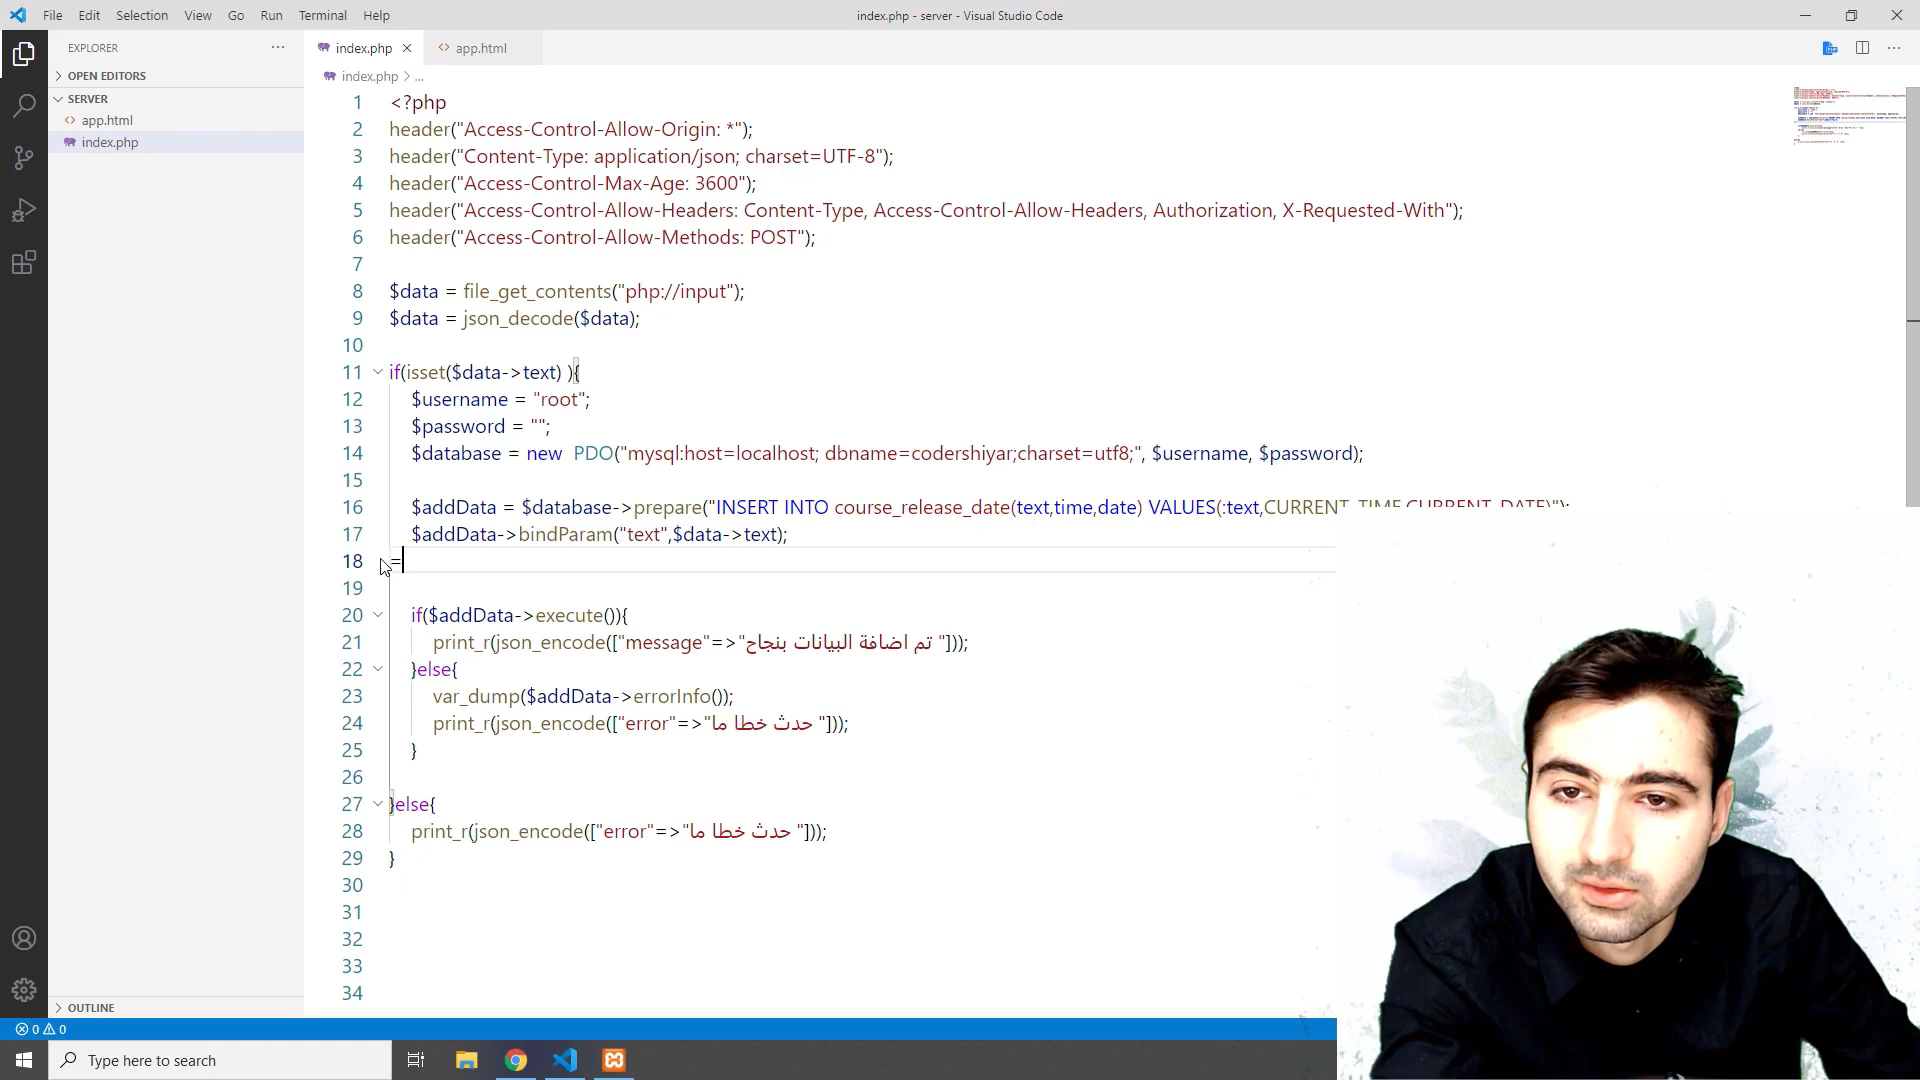 File Edit Selection View Go Run Terminal Help
index.php - server - Visual Studio Code
EXPLORER
OPEN EDITORS
SERVER
app.html
index.php
OUTLINE
index.php
app.html
index.php > ...
1 <?php
2 header("Access-Control-Allow-Origin: *");
3 header("Content-Type: application/json; charset=UTF-8");
4 header("Access-Control-Max-Age: 3600");
5 header("Access-Control-Allow-Headers: Content-Type, Access-Control-Allow-Headers, Authorization, X-Requested-With");
6 header("Access-Control-Allow-Methods: POST");
7
8 $data = file_get_contents("php://input");
9 $data = json_decode($data);
10
11 if(isset($data->text) ){
12 $username = "root";
13 $password = "";
14 $database = new  PDO("mysql:host=localhost; dbname=codershiyar;charset=utf8;", $username, $password);
15
16 $addData = $database->prepare("INSERT INTO course_release_date(text,time,date) VALUES(:text,CURRENT_TIME,CURRENT_DATE)");
17 $addData->bindParam("text",$data->text);
18 =
19
20 if($addData->execute()){
21 print_r(json_encode(["message"=>"تم اضافة البيانات بنجاح "]));
22 }else{
23 var_dump($addData->errorInfo());
24 print_r(json_encode(["error"=>"حدث خطا ما "]));
25 }
26
27 }else{
28 print_r(json_encode(["error"=>"حدث خطا ما "]));
29 }
30
31
32
33
34
0 0
Type here to search